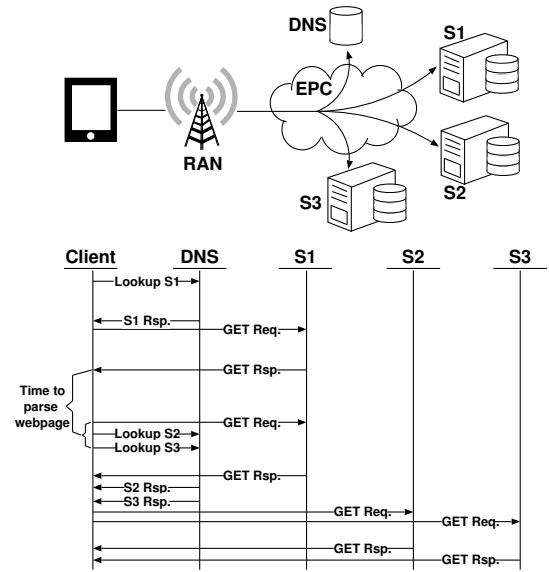 DNS
S1
EPC
RAN
S2
S3
Client DNS S1 S2 S3
Lookup S1
S1 Rsp.
GET Req.
GET Rsp.
Time to
parse
webpage
GET Req.
Lookup S2
Lookup S3
GET Rsp.
S2 Rsp.
S3 Rsp.
GET Req.
GET Req.
GET Rsp.
GET Rsp.